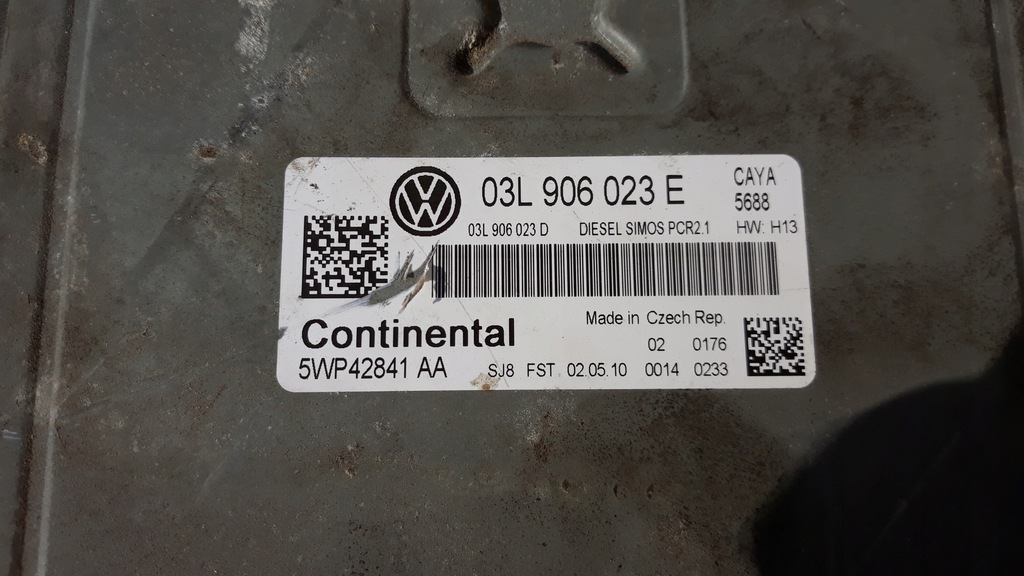 03L 906 023 E
CAYA
5688
03L 906 023 D DIESEL SIMOS PCR2.1 HW: H13
Made in Czech Rep.
Continental
02 0176
5WP42841 AA
SJ8 FST 02.05.10 0014 0233